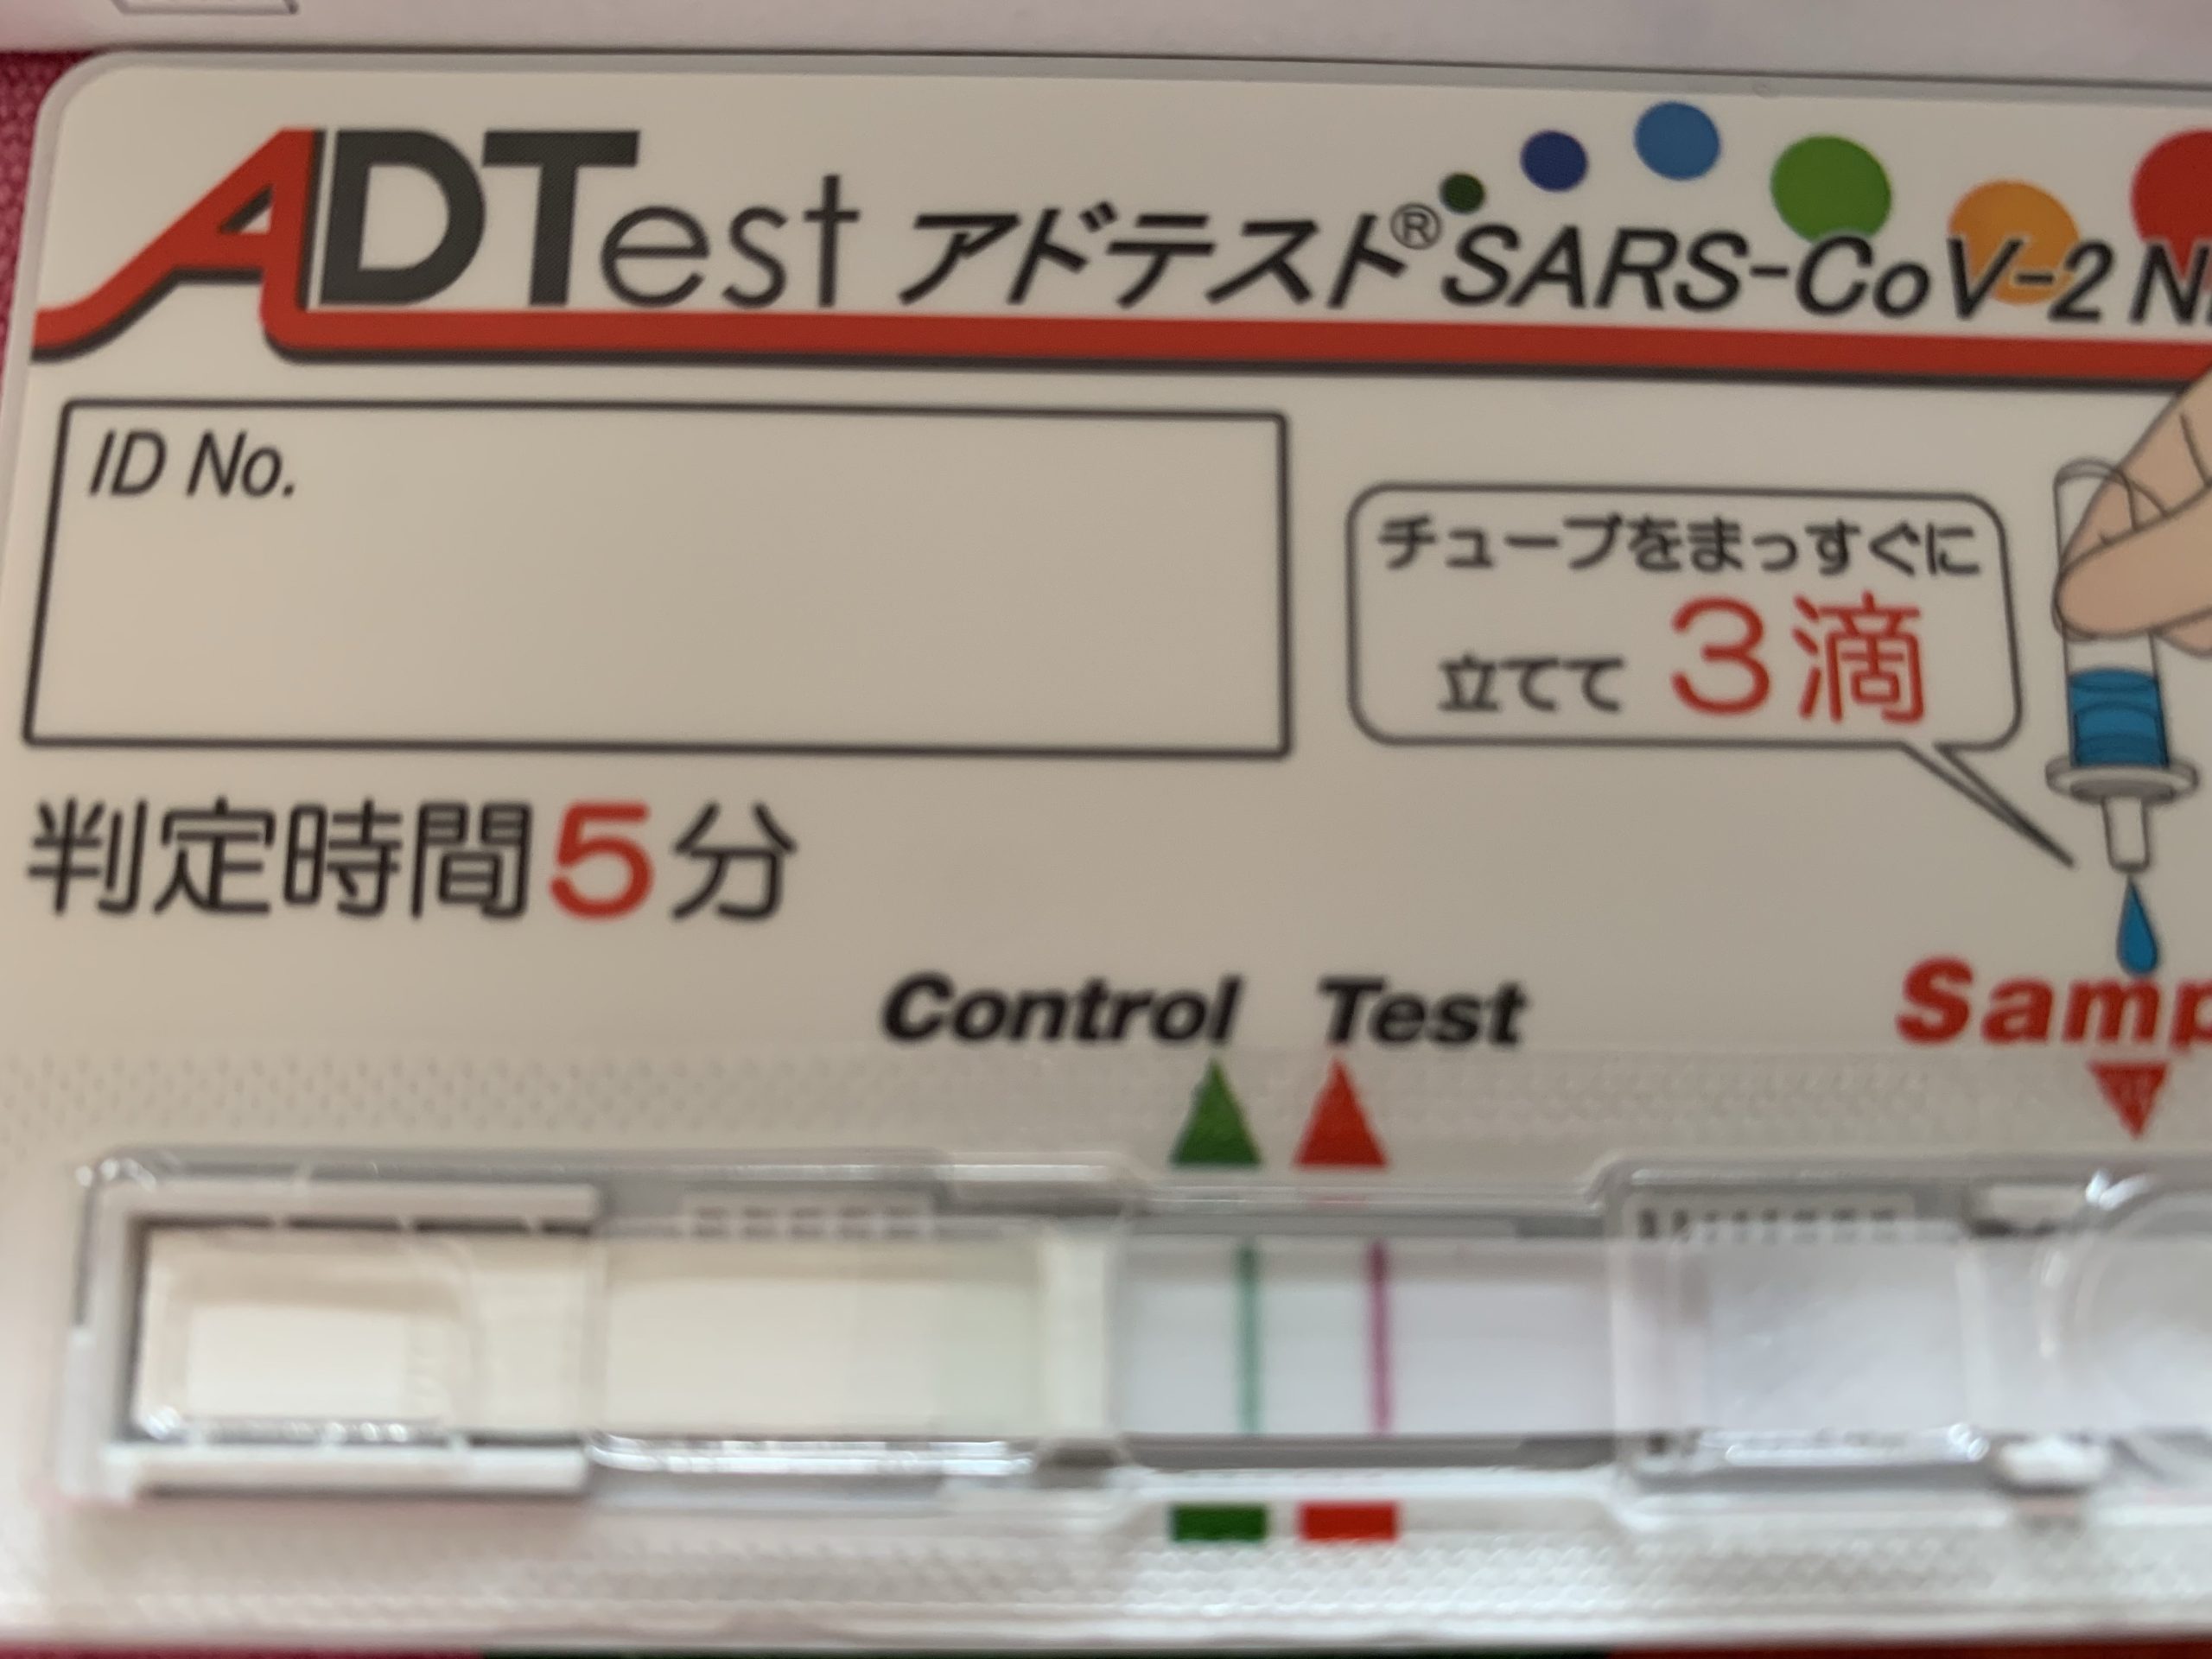 ADTest アドテスト® SARS-CoV-2
ID No.
チューブをまっすぐに
立てて 3滴
判定時間5分
Control Test
Samp